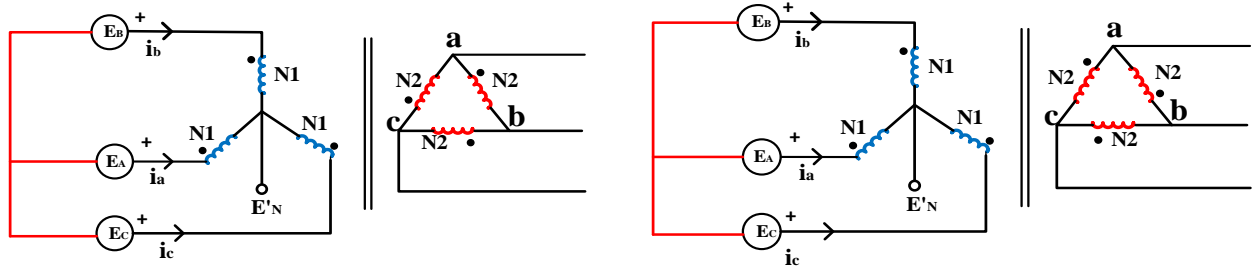 EB + ib
N1
N1 N1
EA + ia
E'N
EC + ic
a
N2 N2
c b
N2
EB + ib
N1
N1 N1
EA + ia
E'N
EC + ic
a
N2 N2
c b
N2